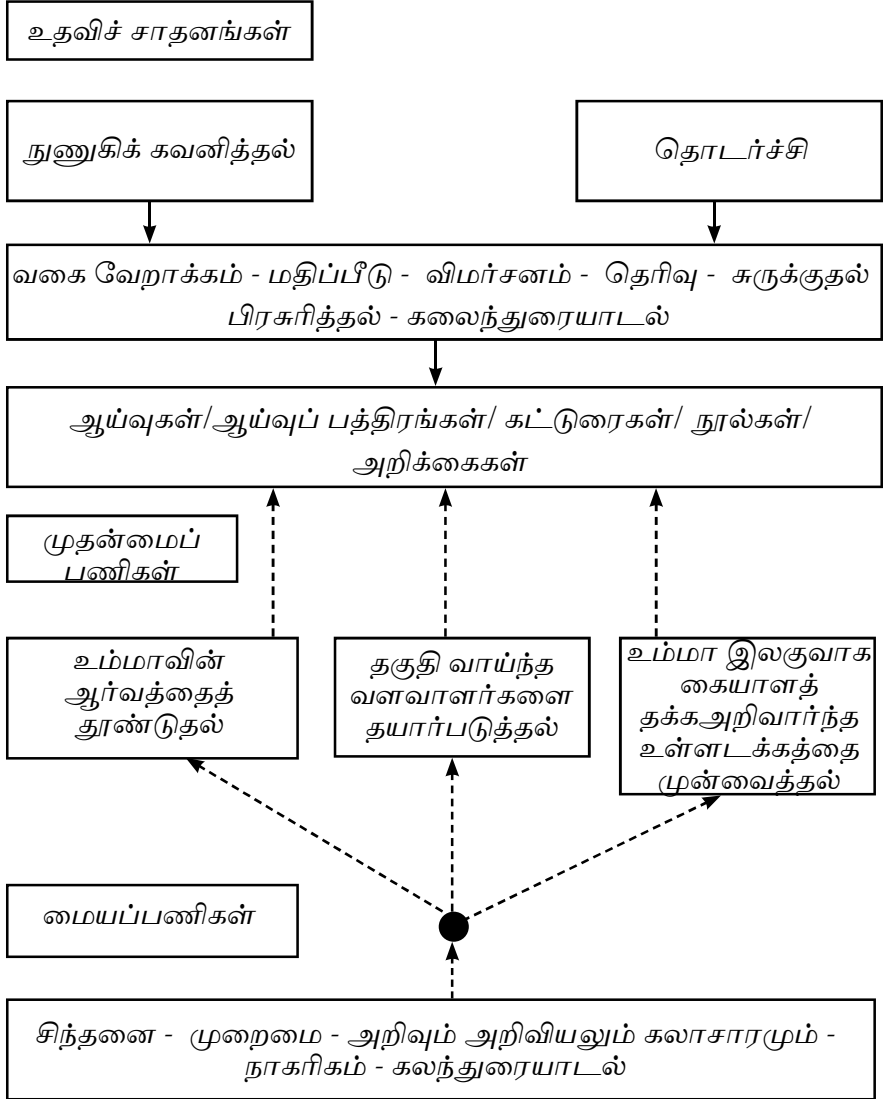 உதவிச் சாதனங்கள்
நுணுகிக் கவனித்தல்
தொடர்ச்சி
வகை வேறாக்கம் - மதிப்பீடு - விமர்சனம் - தெரிவு - சுருக்குதல்
பிரசுரித்தல் - கலைந்துரையாடல்
ஆய்வுகள்/ஆய்வுப் பத்திரங்கள்/ கட்டுரைகள்/ நூல்கள்/
அறிக்கைகள்
முதன்மைப்
பணிகள்
உம்மாவின்
ஆர்வத்தைத்
தூண்டுதல்
தகுதி வாய்ந்த
வளவாளர்களை
தயார்படுத்தல்
உம்மா இலகுவாக
கையாளத்
தக்கஅறிவார்ந்த
உள்ளடக்கத்தை
முன்வைத்தல்
மையப்பணிகள்
சிந்தனை - முறைமை - அறிவும் அறிவியலும் கலாசாரமும் -
நாகரிகம் - கலந்துரையாடல்